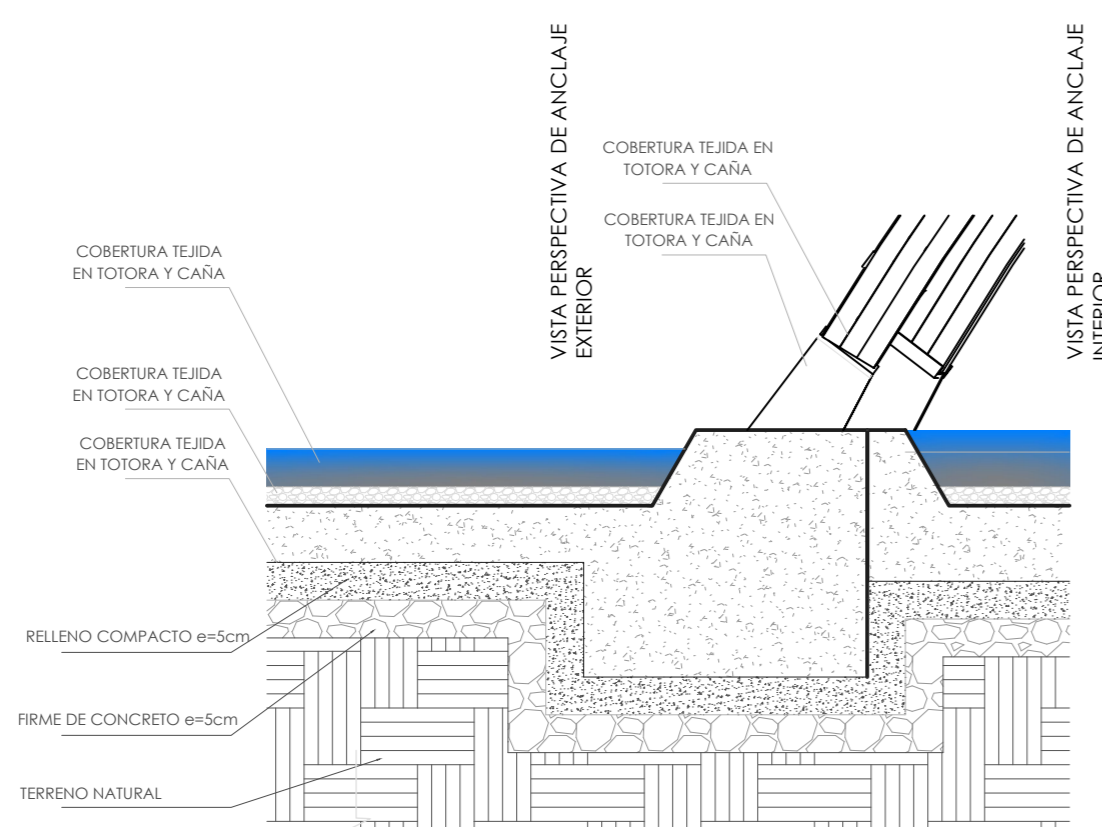 VISTA PERSPECTIVA DE ANCLAJE
EXTERIOR
VISTA PERSPECTIVA DE ANCLAJE
INTERIOR
COBERTURA TEJIDA EN
TOTORA Y CAÑA
COBERTURA TEJIDA EN
TOTORA Y CAÑA
COBERTURA TEJIDA
EN TOTORA Y CAÑA
COBERTURA TEJIDA
EN TOTORA Y CAÑA
COBERTURA TEJIDA
EN TOTORA Y CAÑA
RELLENO COMPACTO e=5cm
FIRME DE CONCRETO e=5cm
TERRENO NATURAL